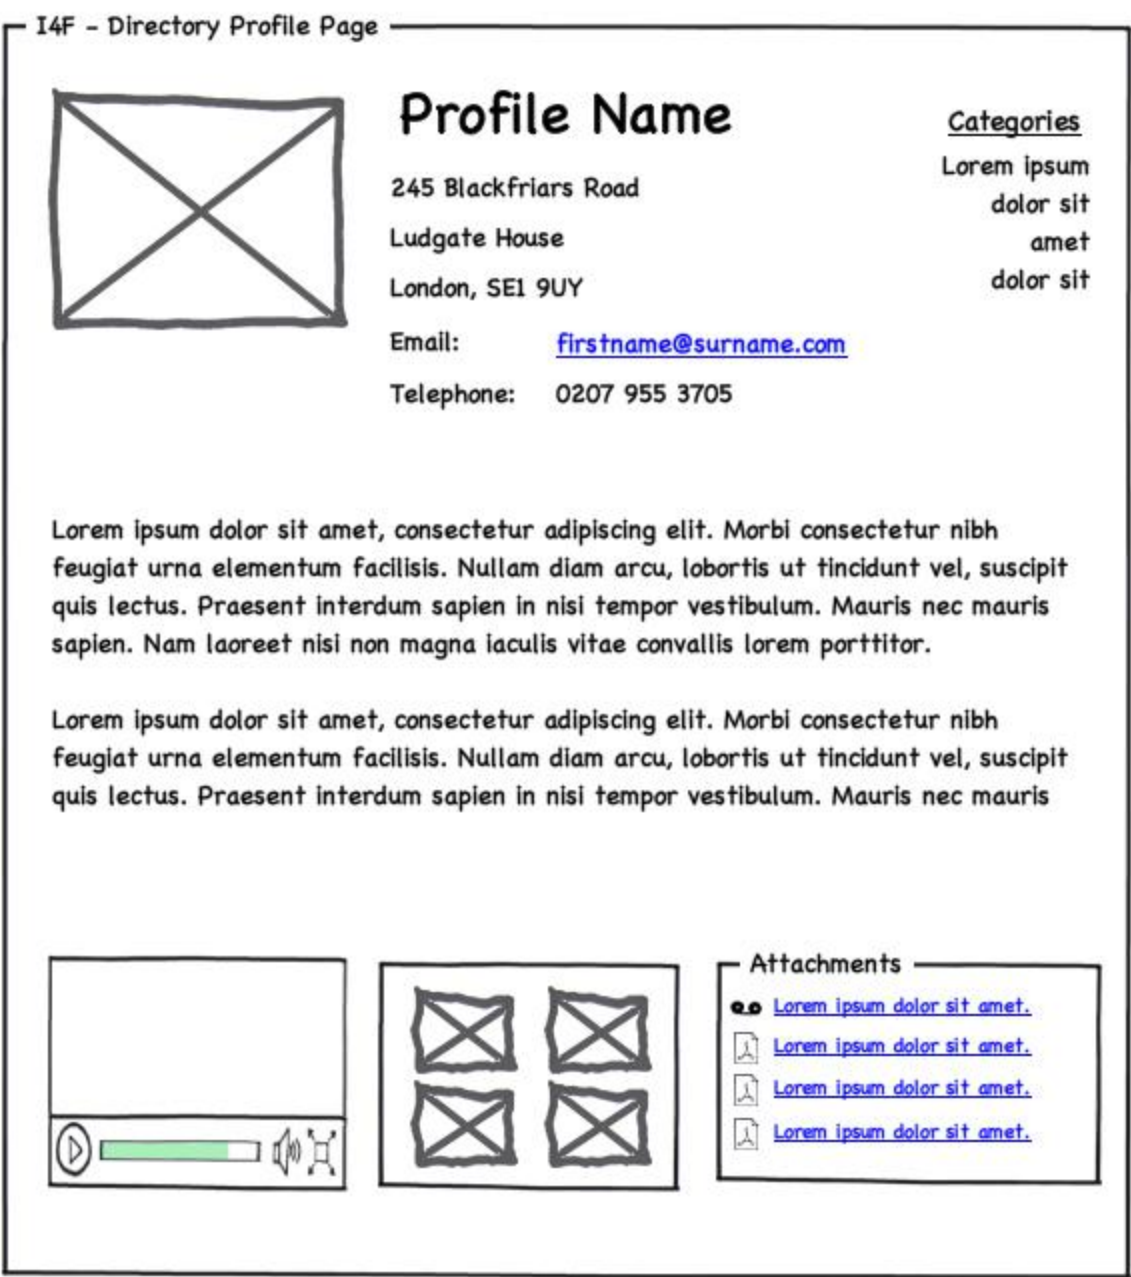 I4F - Directory Profile Page
Profile Name
245 Blackfriars Road
Ludgate House
London, SE1 9UY
Email: firstname@surname.com
Telephone: 0207 955 3705
Categories
Lorem ipsum
dolor sit
amet
dolor sit
Lorem ipsum dolor sit amet, consectetur adipiscing elit. Morbi consectetur nibh
feugiat urna elementum facilisis. Nullam diam arcu, lobortis ut tincidunt vel, suscipit
quis lectus. Praesent interdum sapien in nisi tempor vestibulum. Mauris nec mauris
sapien. Nam laoreet nisi non magna iaculis vitae convallis lorem porttitor.
Lorem ipsum dolor sit amet, consectetur adipiscing elit. Morbi consectetur nibh
feugiat urna elementum facilisis. Nullam diam arcu, lobortis ut tincidunt vel, suscipit
quis lectus. Praesent interdum sapien in nisi tempor vestibulum. Mauris nec mauris
Attachments
Lorem ipsum dolor sit amet.
Lorem ipsum dolor sit amet.
Lorem ipsum dolor sit amet.
Lorem ipsum dolor sit amet.